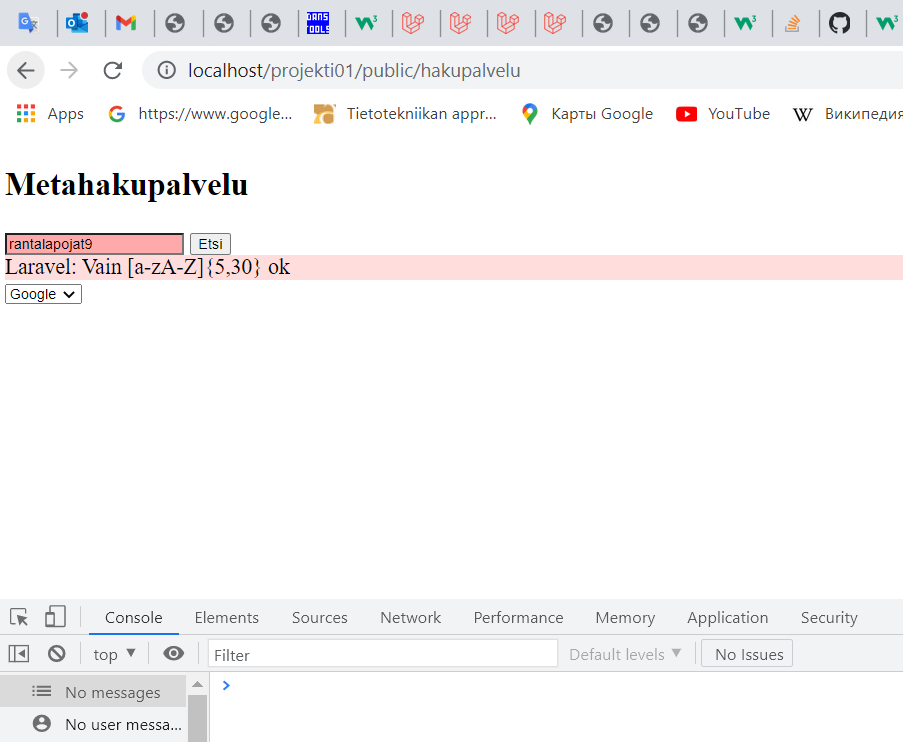 DANS TOOLS
localhost/projekti01/public/hakupalvelu
Apps https://www.google... Tietotekniikan appr... Карты Google YouTube Википедия
Metahakupalvelu
rantalapojat9 Etsi
Laravel: Vain [a-zA-Z]{5,30} ok
Google
Console Elements Sources Network Performance Memory Application Security
top Filter Default levels No Issues
No messages
No user messa...